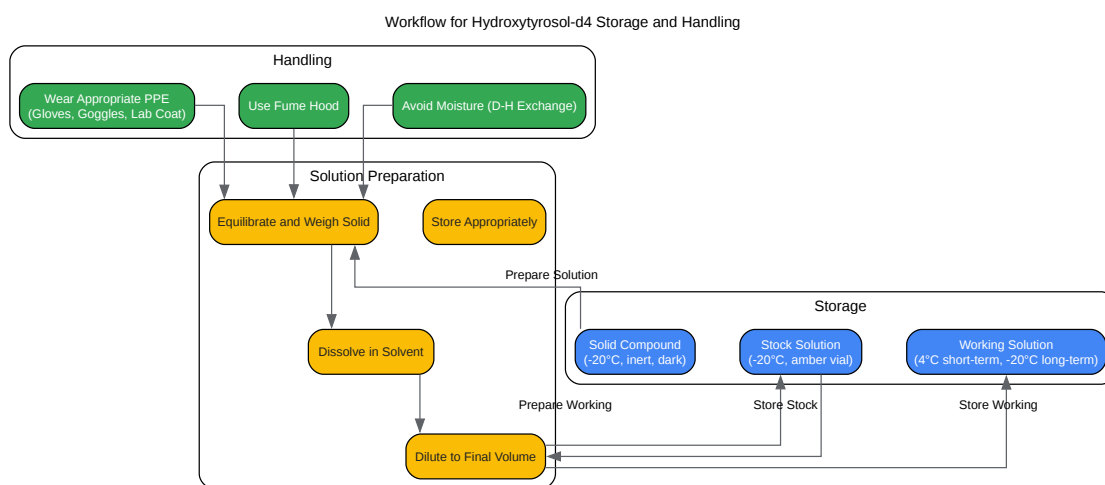 Workflow for Hydroxytyrosol-d4 Storage and Handling
Handling
Wear Appropriate PPE
(Gloves, Goggles, Lab Coat)
Use Fume Hood
Avoid Moisture (D-H Exchange)
Solution Preparation
Equilibrate and Weigh Solid
Store Appropriately
Prepare Solution
Storage
Solid Compound
(-20°C, inert, dark)
Stock Solution
(-20°C, amber vial)
Working Solution
(4°C short-term, -20°C long-term)
Dissolve in Solvent
Prepare Working
Store Stock
Store Working
Dilute to Final Volume